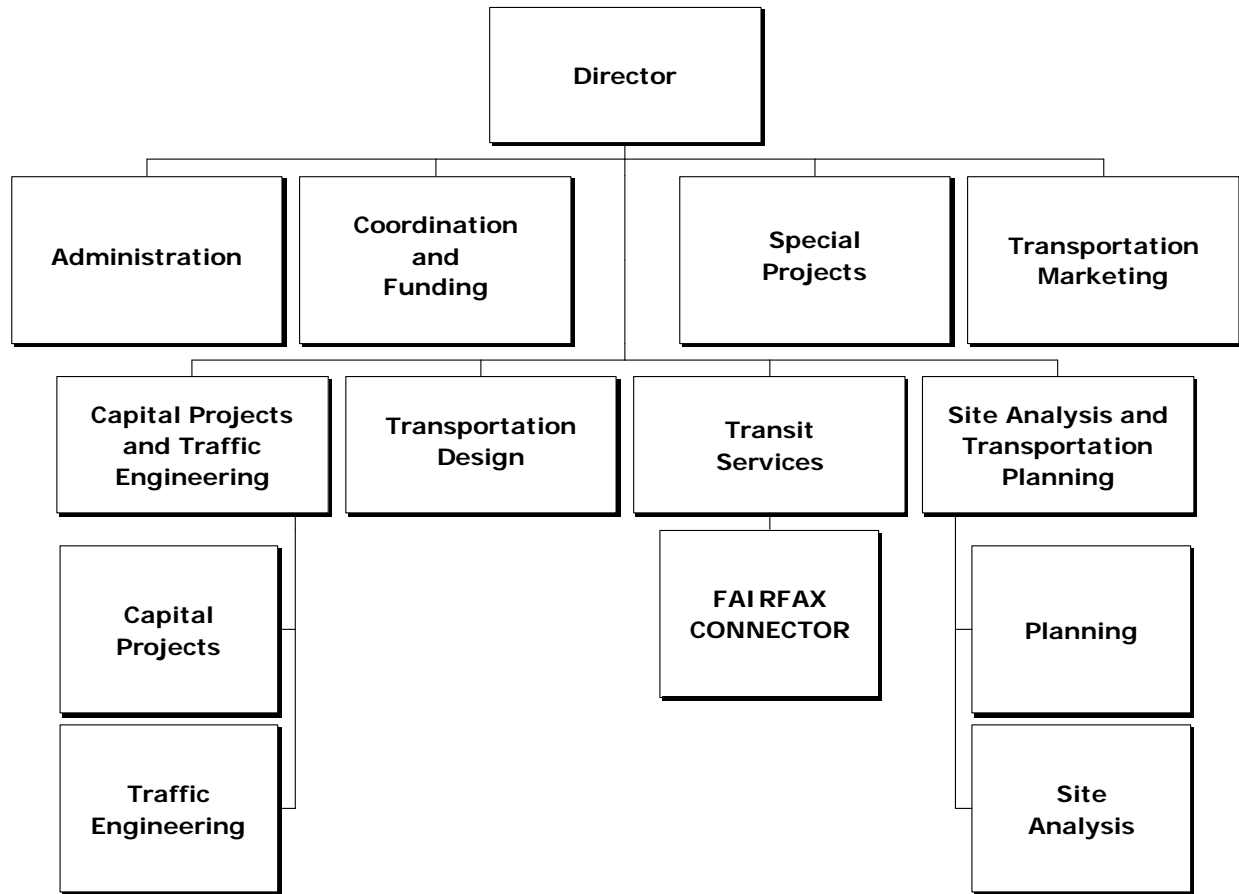 Director
Administration
Coordination
and
Funding
Special
Projects
Transportation
Marketing
Capital Projects
and Traffic
Engineering
Transportation
Design
Transit
Services
Site Analysis and
Transportation
Planning
Capital
Projects
FAIRFAX
CONNECTOR
Planning
Traffic
Engineering
Site
Analysis